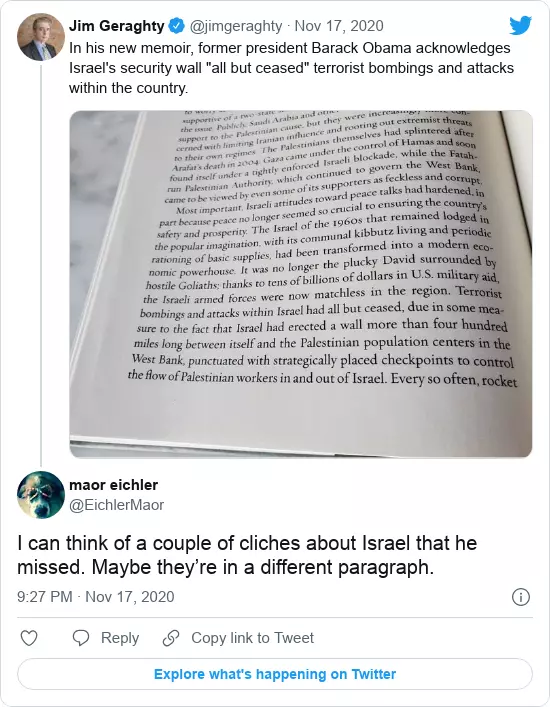 Jim Geraghty @jimgeraghty · Nov 17, 2020
In his new memoir, former president Barack Obama acknowledges
Israel's security wall "all but ceased" terrorist bombings and attacks
within the country.
supportive of a two-state
the issue. Publicly, Saudi Arabia and other
support to the Palestinian cause, but they were increasingly more con-
cerned with limiting Iranian influence and rooting out extremist threats
to their own regimes. The Palestinians themselves had splintered after
Arafat's death in 2004: Gaza came under the control of Hamas and soon
found itself under a tightly enforced Israeli blockade, while the Fatah-
run Palestinian Authority, which continued to govern the West Bank,
came to be viewed by even some of its supporters as feckless and corrupt.
Most important, Israeli attitudes toward peace talks had hardened, in
part because peace no longer seemed so crucial to ensuring the country's
safety and prosperity. The Israel of the 1960s that remained lodged in
the popular imagination, with its communal kibbutz living and periodic
rationing of basic supplies, had been transformed into a modern eco-
nomic powerhouse. It was no longer the plucky David surrounded by
hostile Goliaths; thanks to tens of billions of dollars in U.S. military aid,
the Israeli armed forces were now matchless in the region. Terrorist
bombings and attacks within Israel had all but ceased, due in some mea-
sure to the fact that Israel had erected a wall more than four hundred
miles long between itself and the Palestinian population centers in the
West Bank, punctuated with strategically placed checkpoints to control
the flow of Palestinian workers in and out of Israel. Every so often, rocket
maor eichler
@EichlerMaor
I can think of a couple of cliches about Israel that he
missed. Maybe they're in a different paragraph.
9:27 PM · Nov 17, 2020
Reply
Copy link to Tweet
Explore what's happening on Twitter